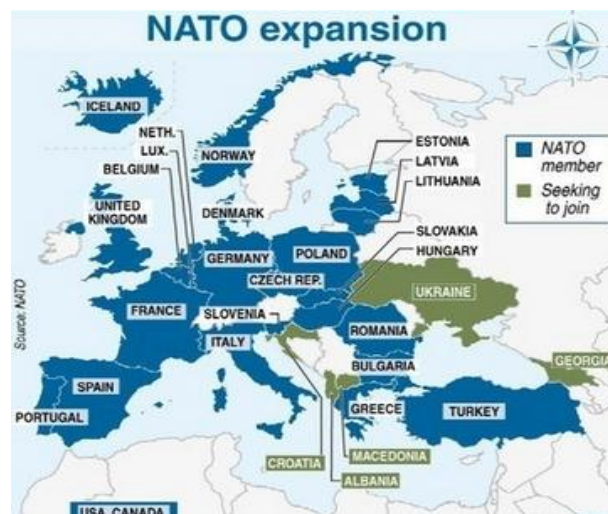 NATO expansion
ICELAND
NETH.
LUX.
BELGIUM
NORWAY
ESTONIA
LATVIA
LITHUANIA
NATO
member
Seeking
to join
UNITED
KINGDOM
DENMARK
SLOVAKIA
HUNGARY
GERMANY
POLAND
CZECH REP.
UKRAINE
FRANCE
SLOVENIA
ROMANIA
ITALY
GEORGIA
BULGARIA
SPAIN
PORTUGAL
GREECE
TURKEY
CROATIA
MACEDONIA
ALBANIA
USA, CANADA
Source: NATO